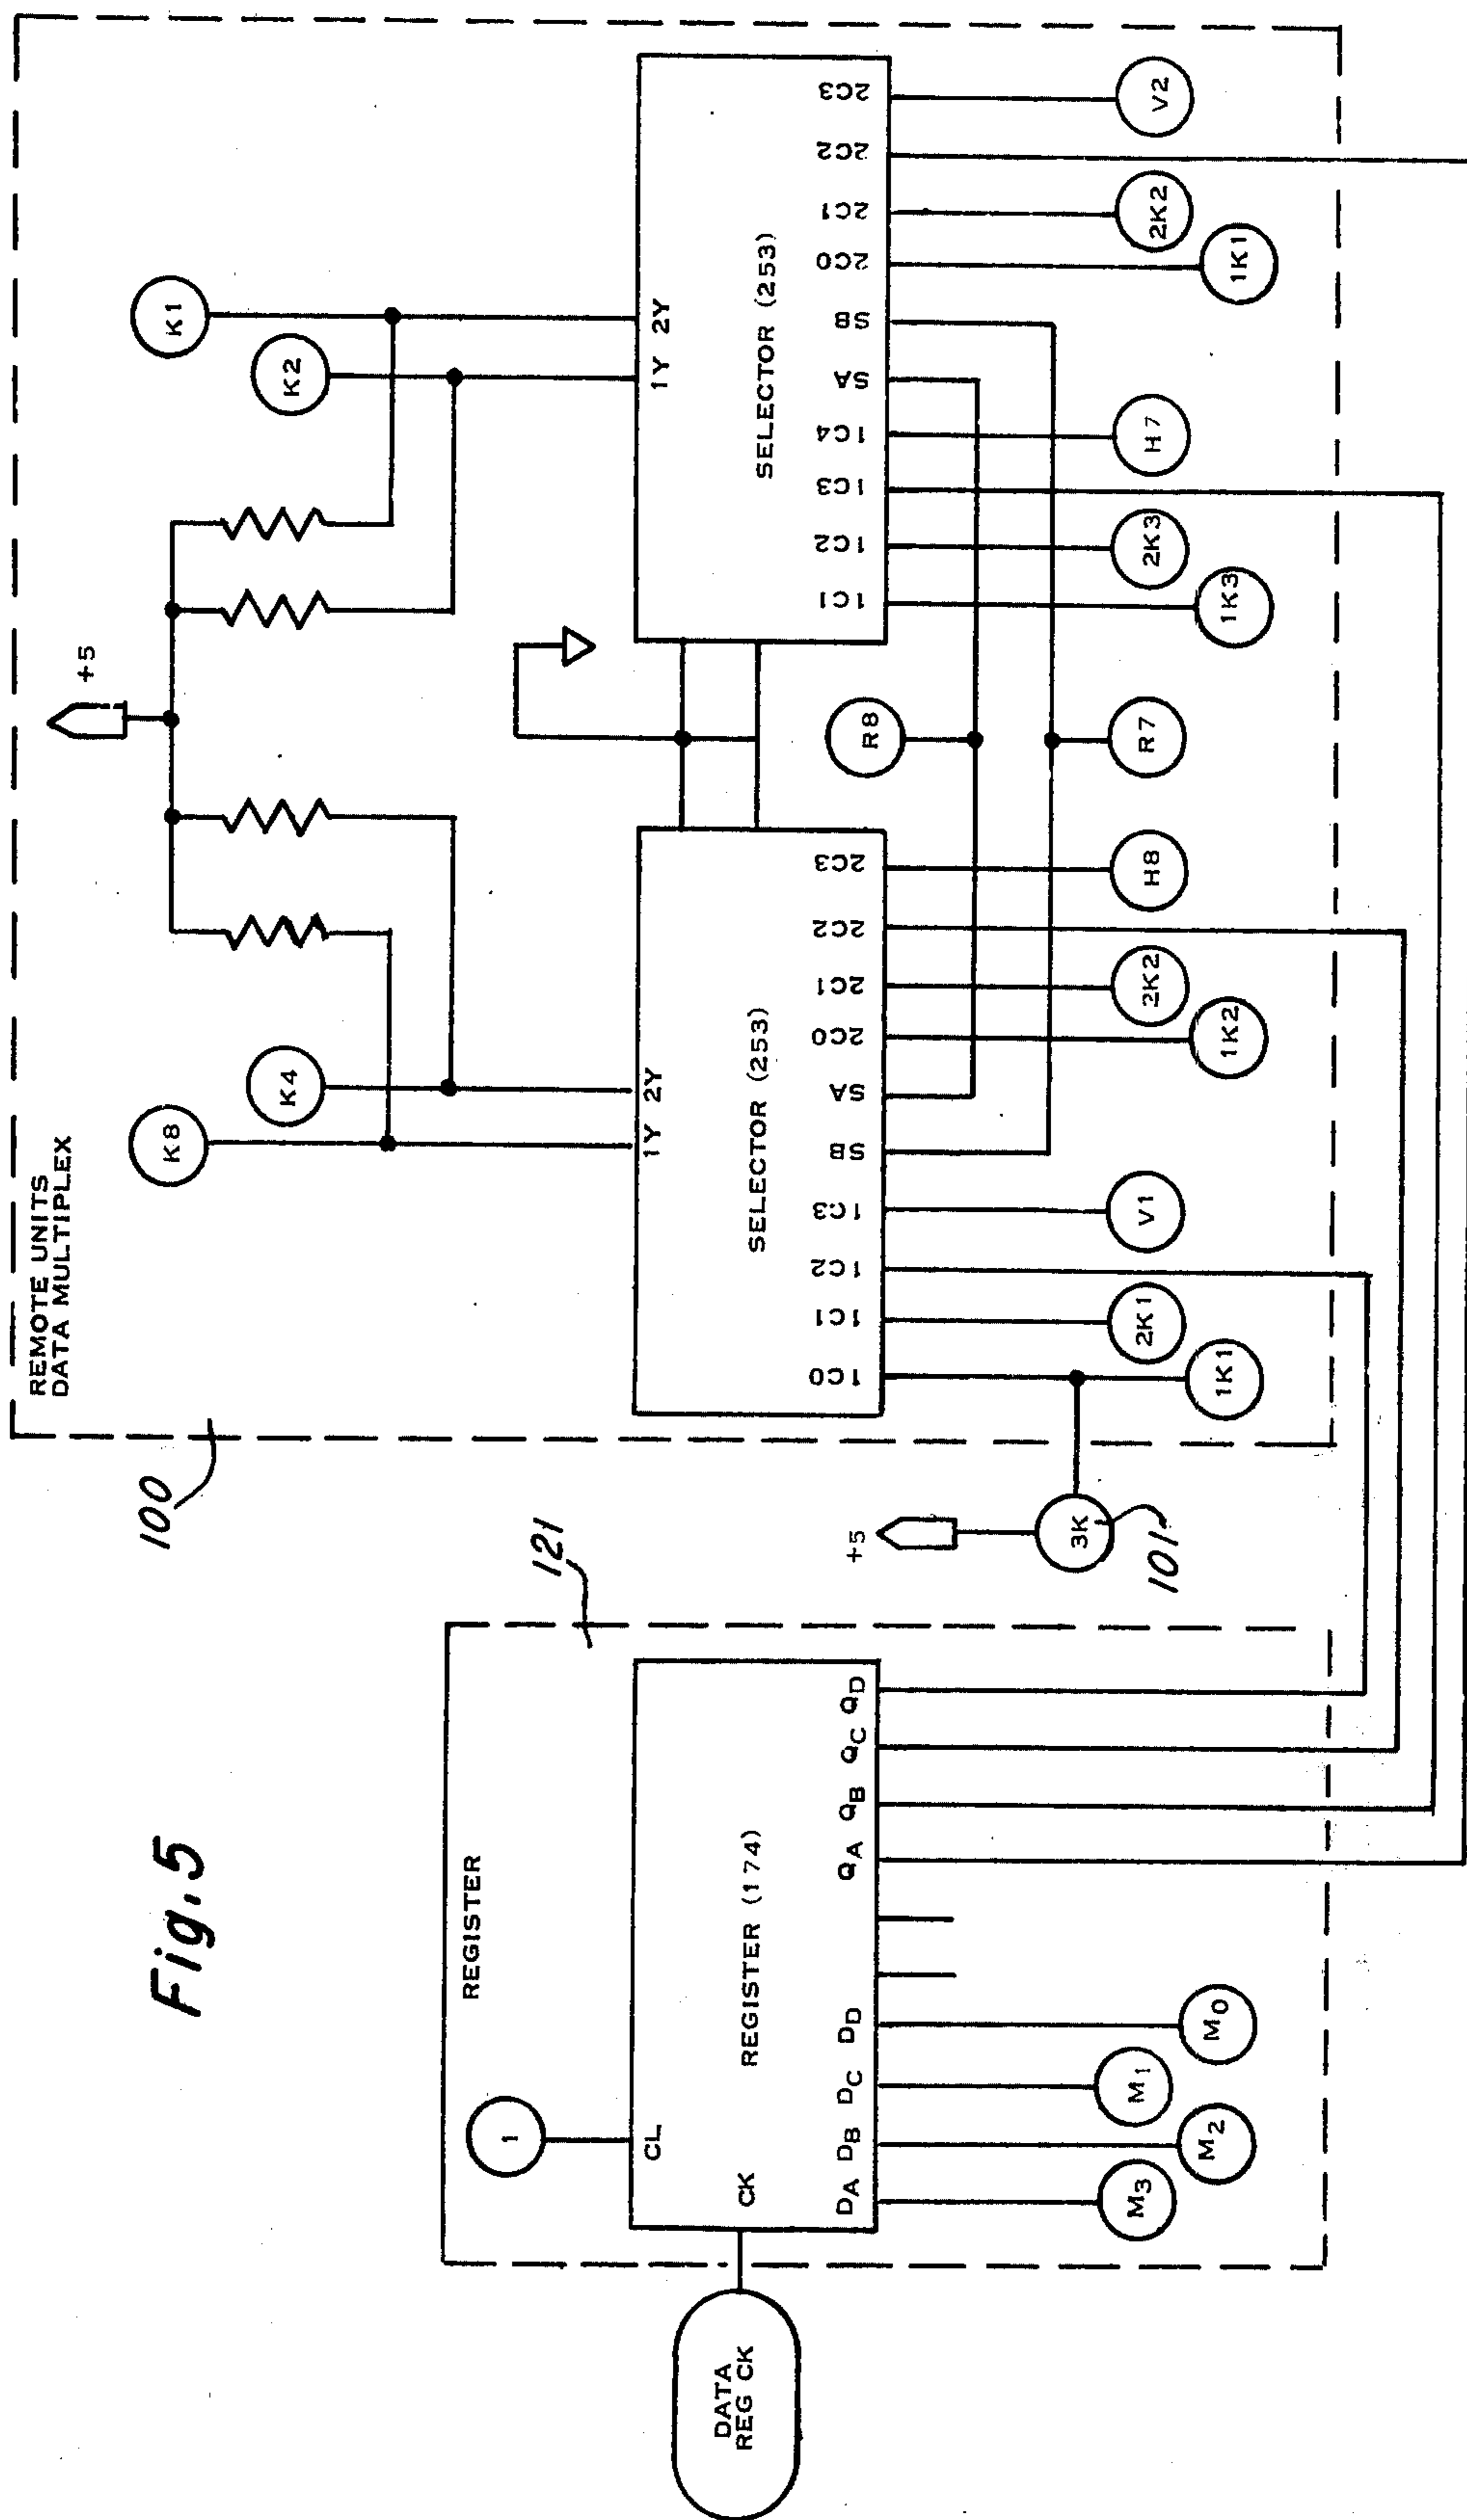 Fig. 5
REMOTE UNITS
DATA MULTIPLEX
100
+5
K8
K4
K2
K1
1Y 2Y
SELECTOR (253)
1C0
1C1
1C2
1C3
SB
SA
2C0
2C1
2C2
2C3
1K1
2K1
V1
1K2
2K2
H8
R8
R7
1Y 2Y
SELECTOR (253)
1C1
1C2
1C3
1C4
SA
SB
2C0
2C1
2C2
2C3
1K3
2K3
H7
1K1
2K2
V2
+5
3K
101
121
REGISTER
1
CL
CK
REGISTER (174)
DA DB DC DD
QA QB QC QD
M3
M2
M1
M0
DATA
REG CK